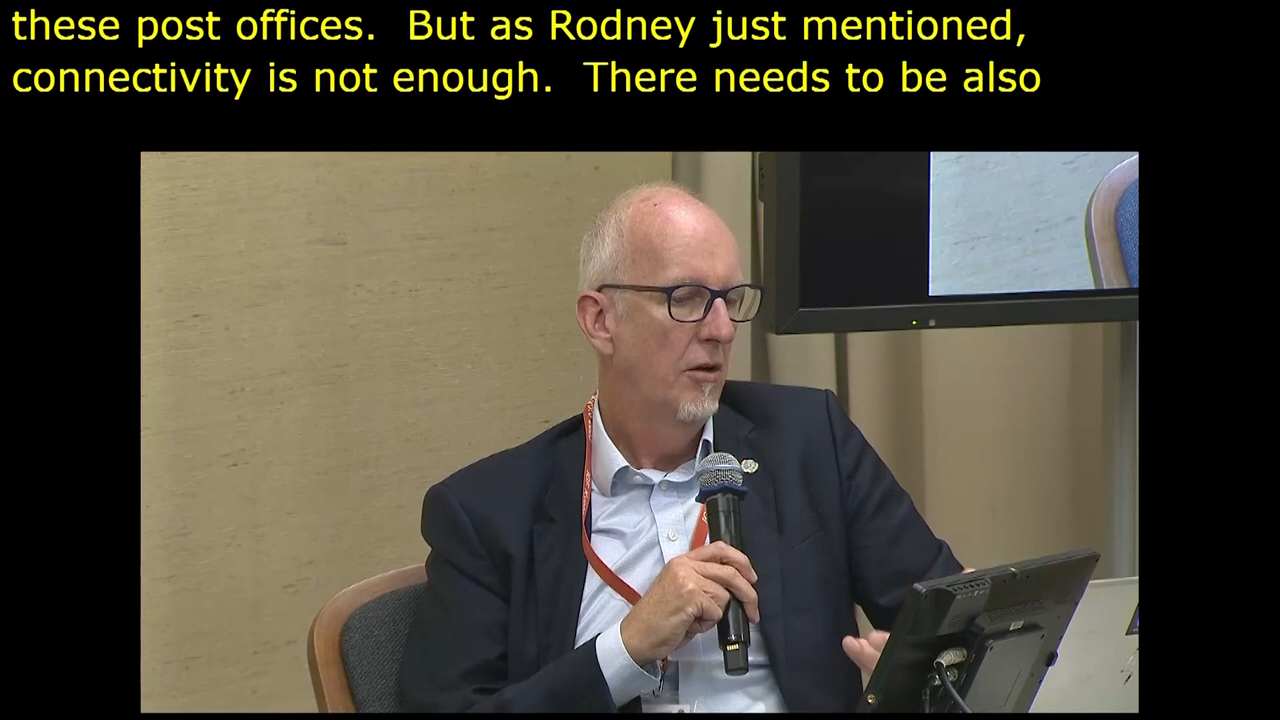 these post offices.  But as Rodney just mentioned,
connectivity is not enough.  There needs to be also